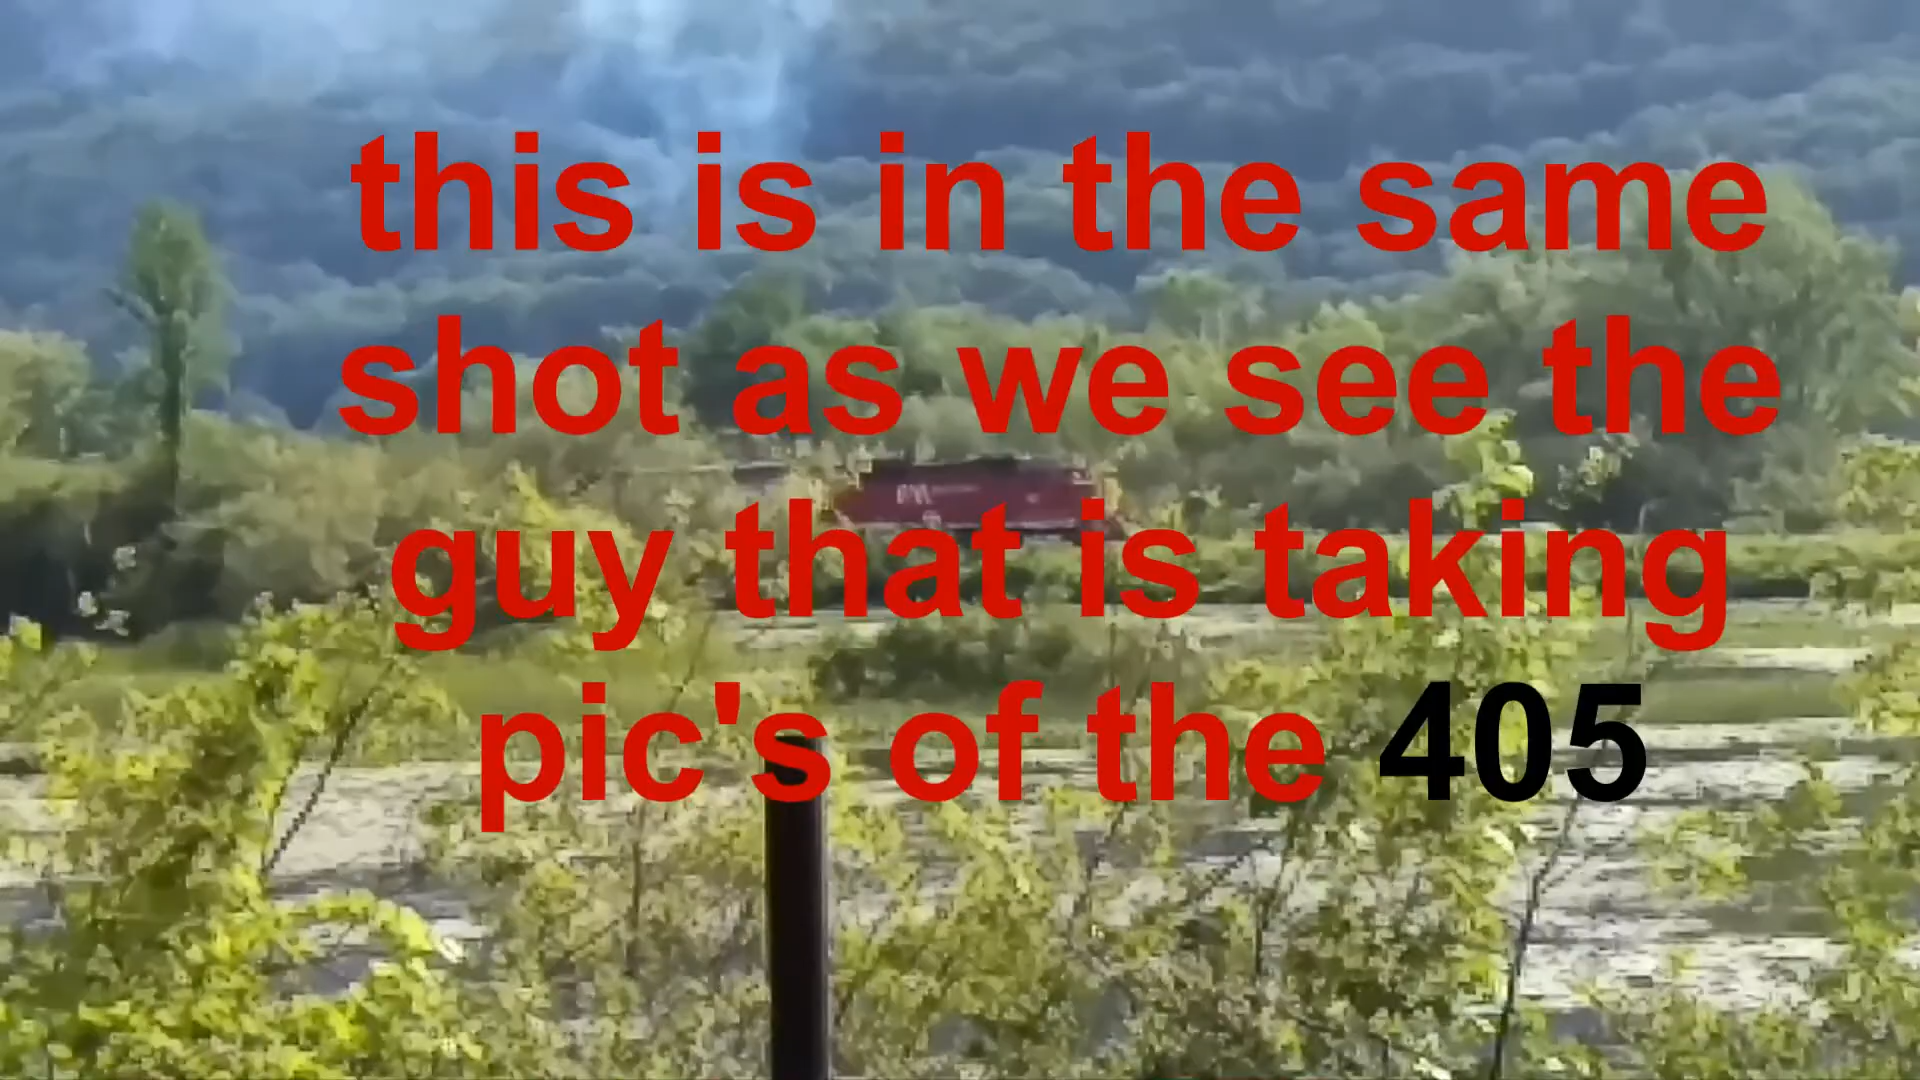 this is in the same
shot as we see the
guy that is taking
pic's of the 405